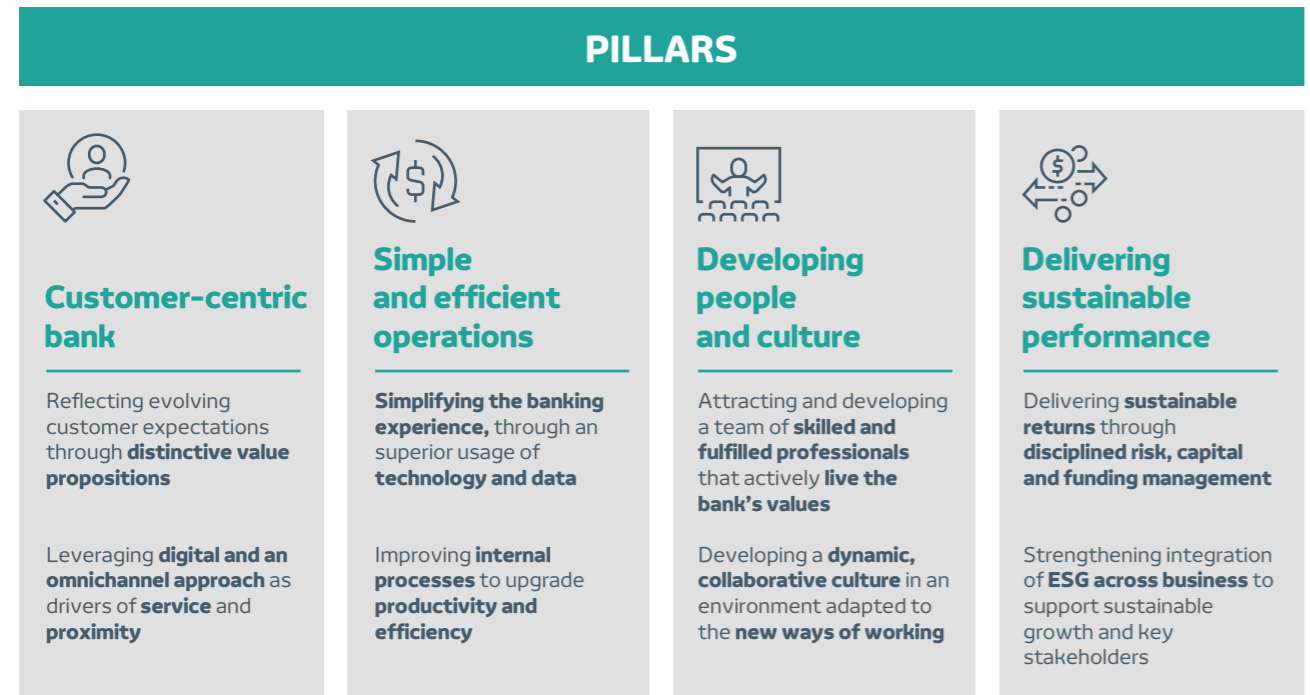 PILLARS
Customer-centric
bank
Reflecting evolving
customer expectations
through distinctive value
propositions
Leveraging digital and an
omnichannel approach as
drivers of service and
proximity
Simple
and efficient
operations
Simplifying the banking
experience, through an
superior usage of
technology and data
Improving internal
processes to upgrade
productivity and
efficiency
Developing
people
and culture
Attracting and developing
a team of skilled and
fulfilled professionals
that actively live the
bank’s values
Developing a dynamic,
collaborative culture in an
environment adapted to
the new ways of working
Delivering
sustainable
performance
Delivering sustainable
returns through
disciplined risk, capital
and funding management
Strengthening integration
of ESG across business to
support sustainable
growth and key
stakeholders